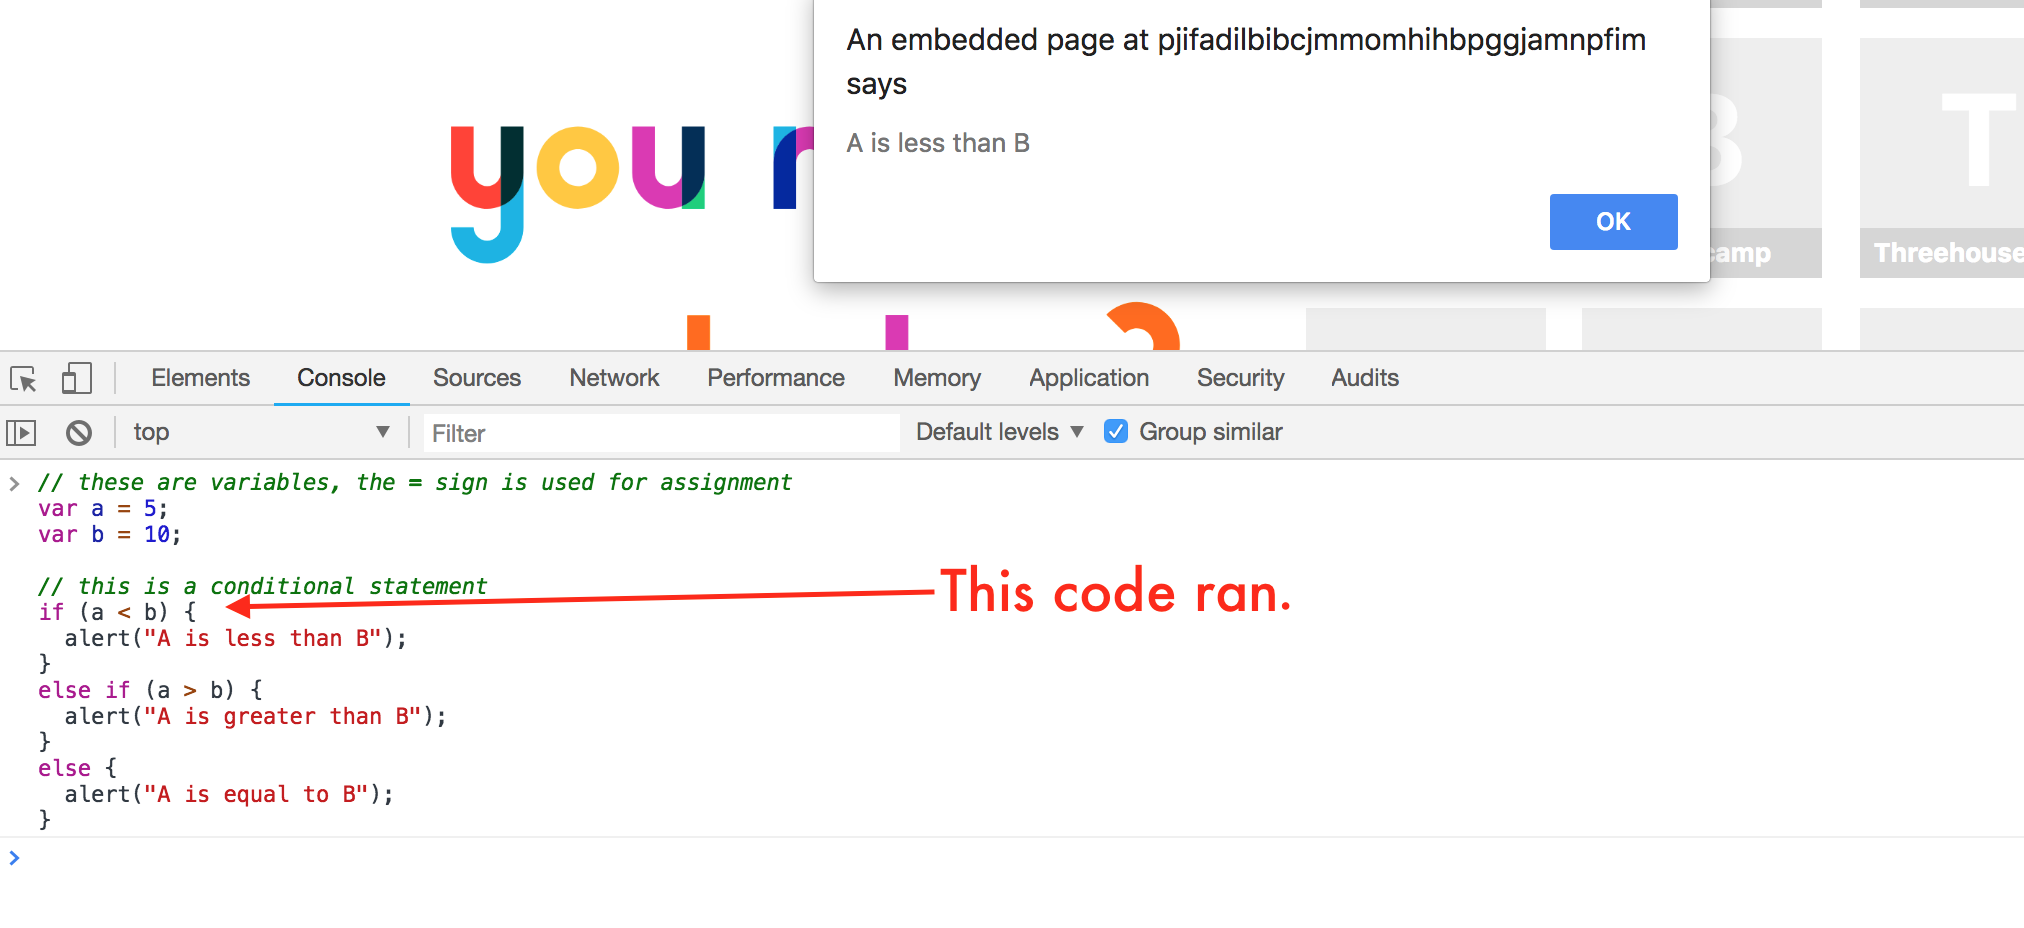 An embedded page at pjifadilbibcjmmomhihbpggjamnpfim
says
A is less than B
OK
you
T
camp
Threehouse
Elements Console Sources Network Performance Memory Application Security Audits
top Filter Default levels Group similar
> // these are variables, the = sign is used for assignment
var a = 5;
var b = 10;
// this is a conditional statement
if (a < b) {
alert("A is less than B");
}
else if (a > b) {
alert("A is greater than B");
}
else {
alert("A is equal to B");
}
>
This code ran.